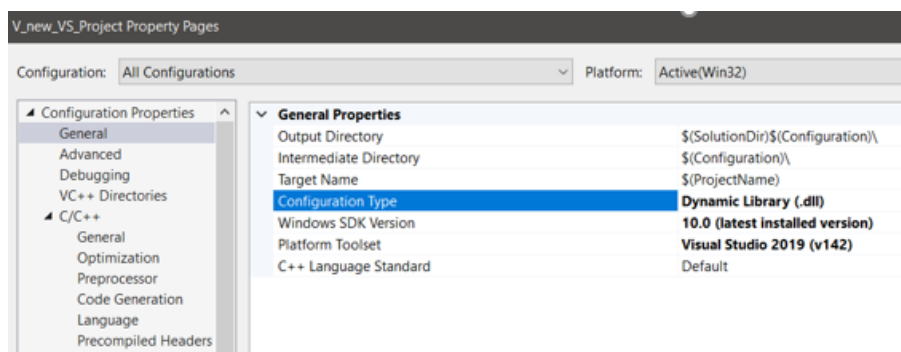 V_new_VS_Project Property Pages
Configuration: All Configurations Platform: Active(Win32)
Configuration Properties
General
Advanced
Debugging
VC++ Directories
C/C++
General
Optimization
Preprocessor
Code Generation
Language
Precompiled Headers
General Properties
Output Directory $(SolutionDir)$(Configuration)\
Intermediate Directory $(Configuration)\
Target Name $(ProjectName)
Configuration Type Dynamic Library (.dll)
Windows SDK Version 10.0 (latest installed version)
Platform Toolset Visual Studio 2019 (v142)
C++ Language Standard Default